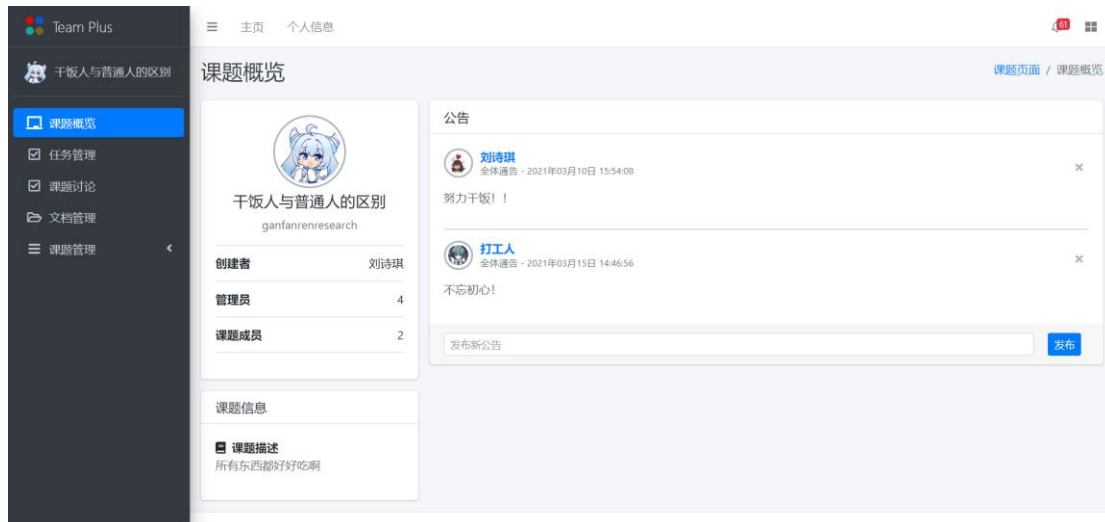 Team Plus
主页 个人信息
61
干饭人与普通人的区别
课题概览
任务管理
课题讨论
文档管理
课题管理
课题概览
课题页面 / 课题概览
干饭人与普通人的区别
ganfanrenresearch
创建者 刘诗琪
管理员 4
课题成员 2
课题信息
课题描述
所有东西都好好吃啊
公告
刘诗琪
全体通告 - 2021年03月10日 15:54:08
努力干饭！！
打工人
全体通告 - 2021年03月15日 14:46:56
不忘初心！
发布新公告
发布